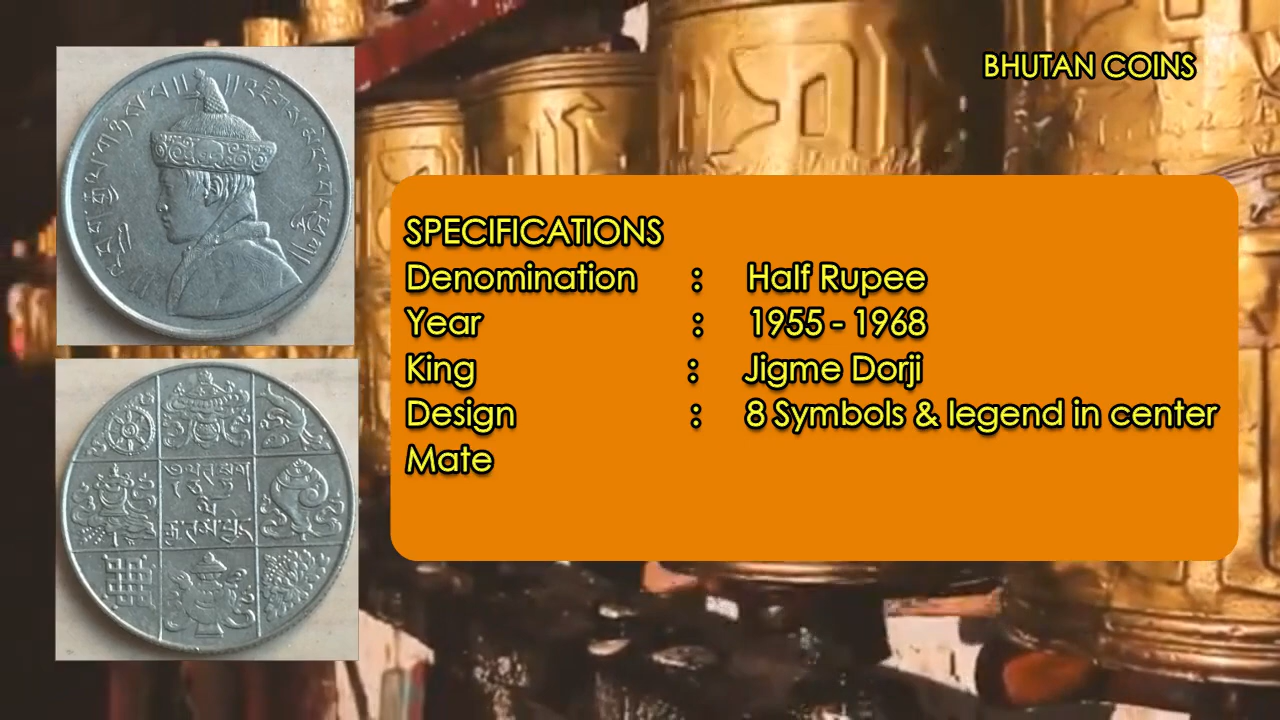 BHUTAN COINS
SPECIFICATIONS
Denomination : Half Rupee
Year : 1955 - 1968
King : Jigme Dorji
Design : 8 Symbols & legend in center
Mate